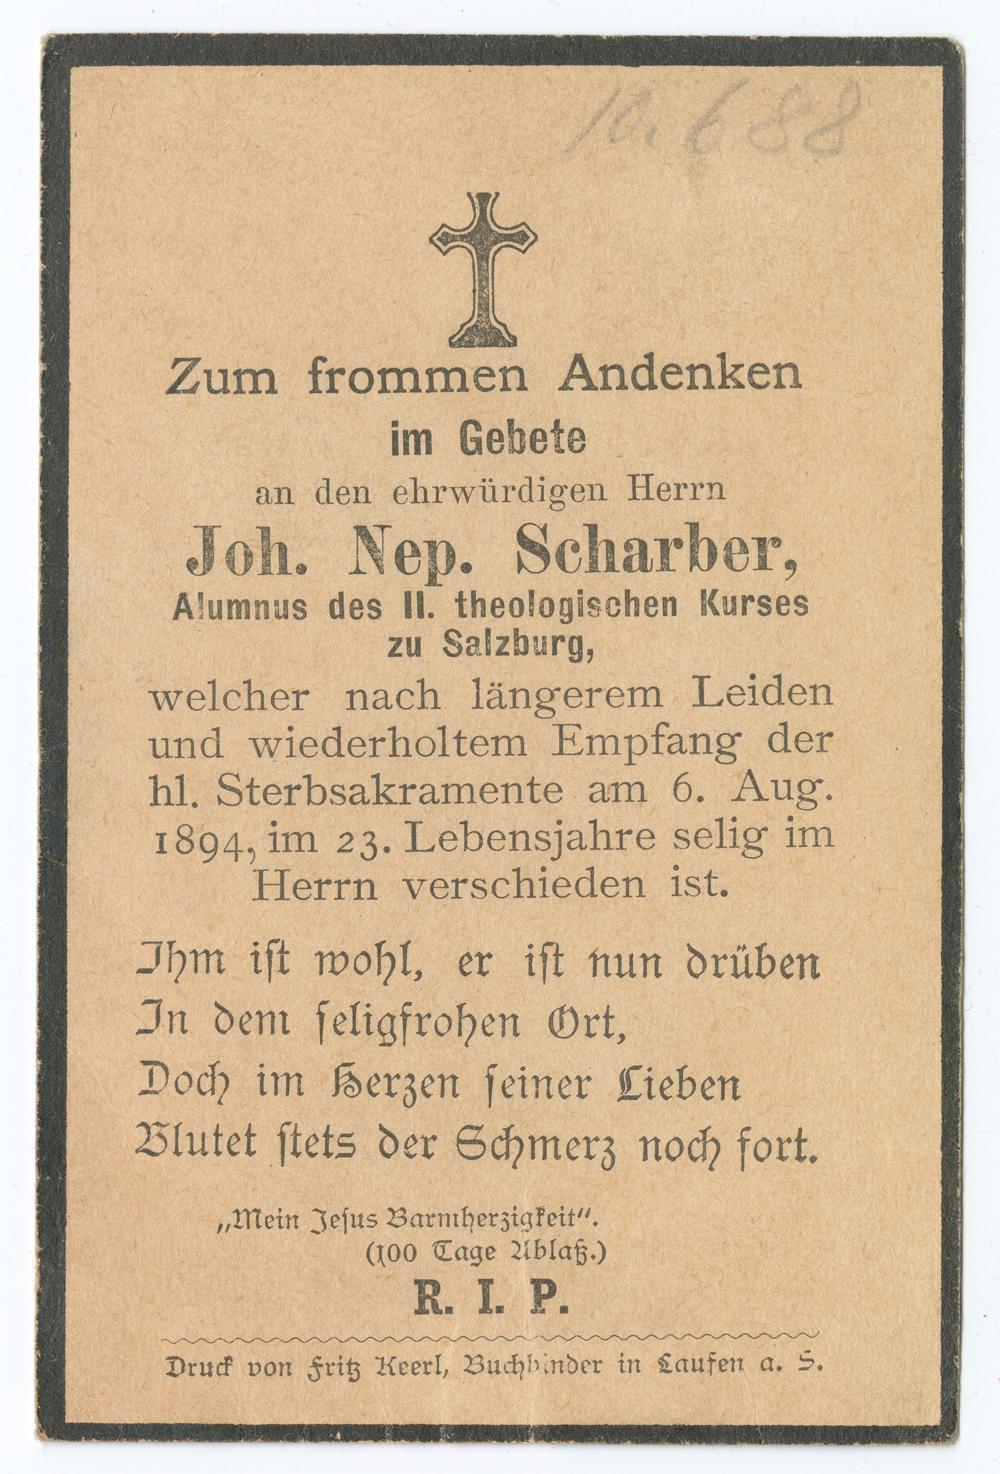 10.688
Zum frommen Andenken
im Gebete
an den ehrwürdigen Herrn
Joh. Nep. Scharber,
Alumnus des II. theologischen Kurses
zu Salzburg,
welcher nach längerem Leiden
und wiederholtem Empfang der
hl. Sterbsakramente am 6. Aug.
1894, im 23. Lebensjahre selig im
Herrn verschieden ist.
Ihm ist wohl, er ist nun drüben
In dem seligfrohen Ort,
Doch im Herzen seiner Lieben
Blutet stets der Schmerz noch fort.
„Mein Jesus Barmherzigkeit“.
(100 Tage Ablaß.)
R. I. P.
Druck von Fritz Keerl, Buchbinder in Laufen a. S.